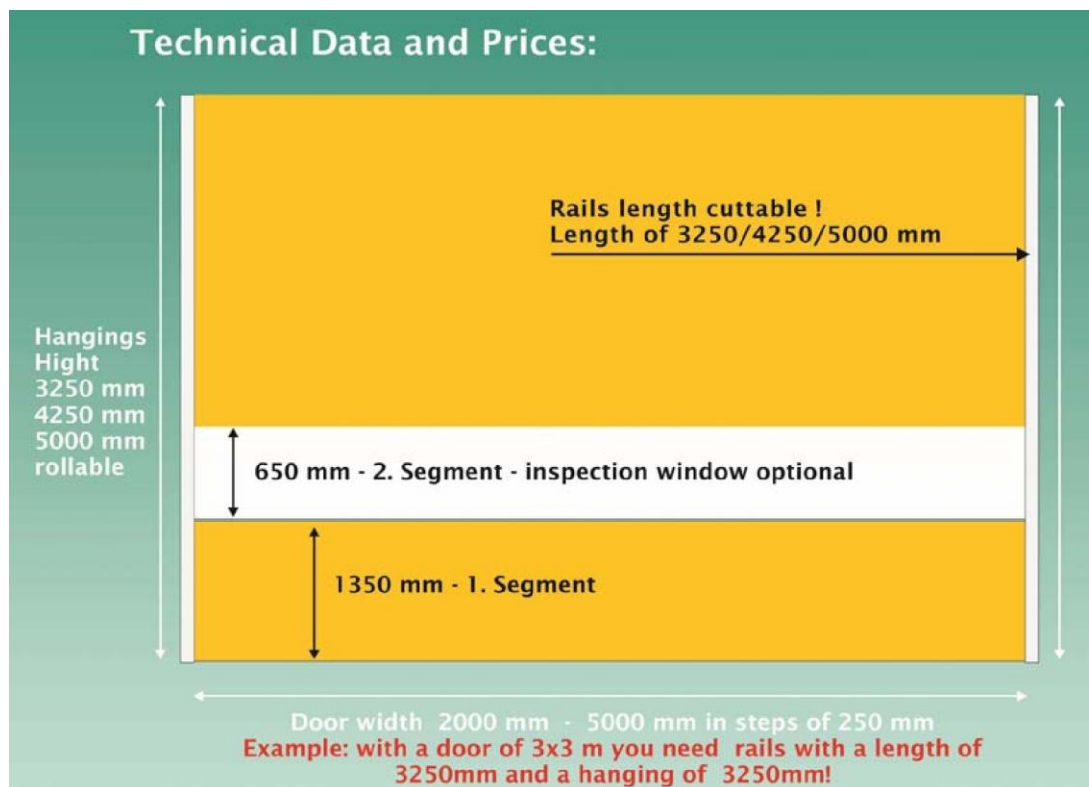 Technical Data and Prices:
Rails length cuttable !
Length of 3250/4250/5000 mm
Hangings
Hight
3250 mm
4250 mm
5000 mm
rollable
650 mm - 2. Segment - inspection window optional
1350 mm - 1. Segment
Door width 2000 mm - 5000 mm in steps of 250 mm
Example: with a door of 3x3 m you need rails with a length of
3250mm and a hanging of 3250mm!